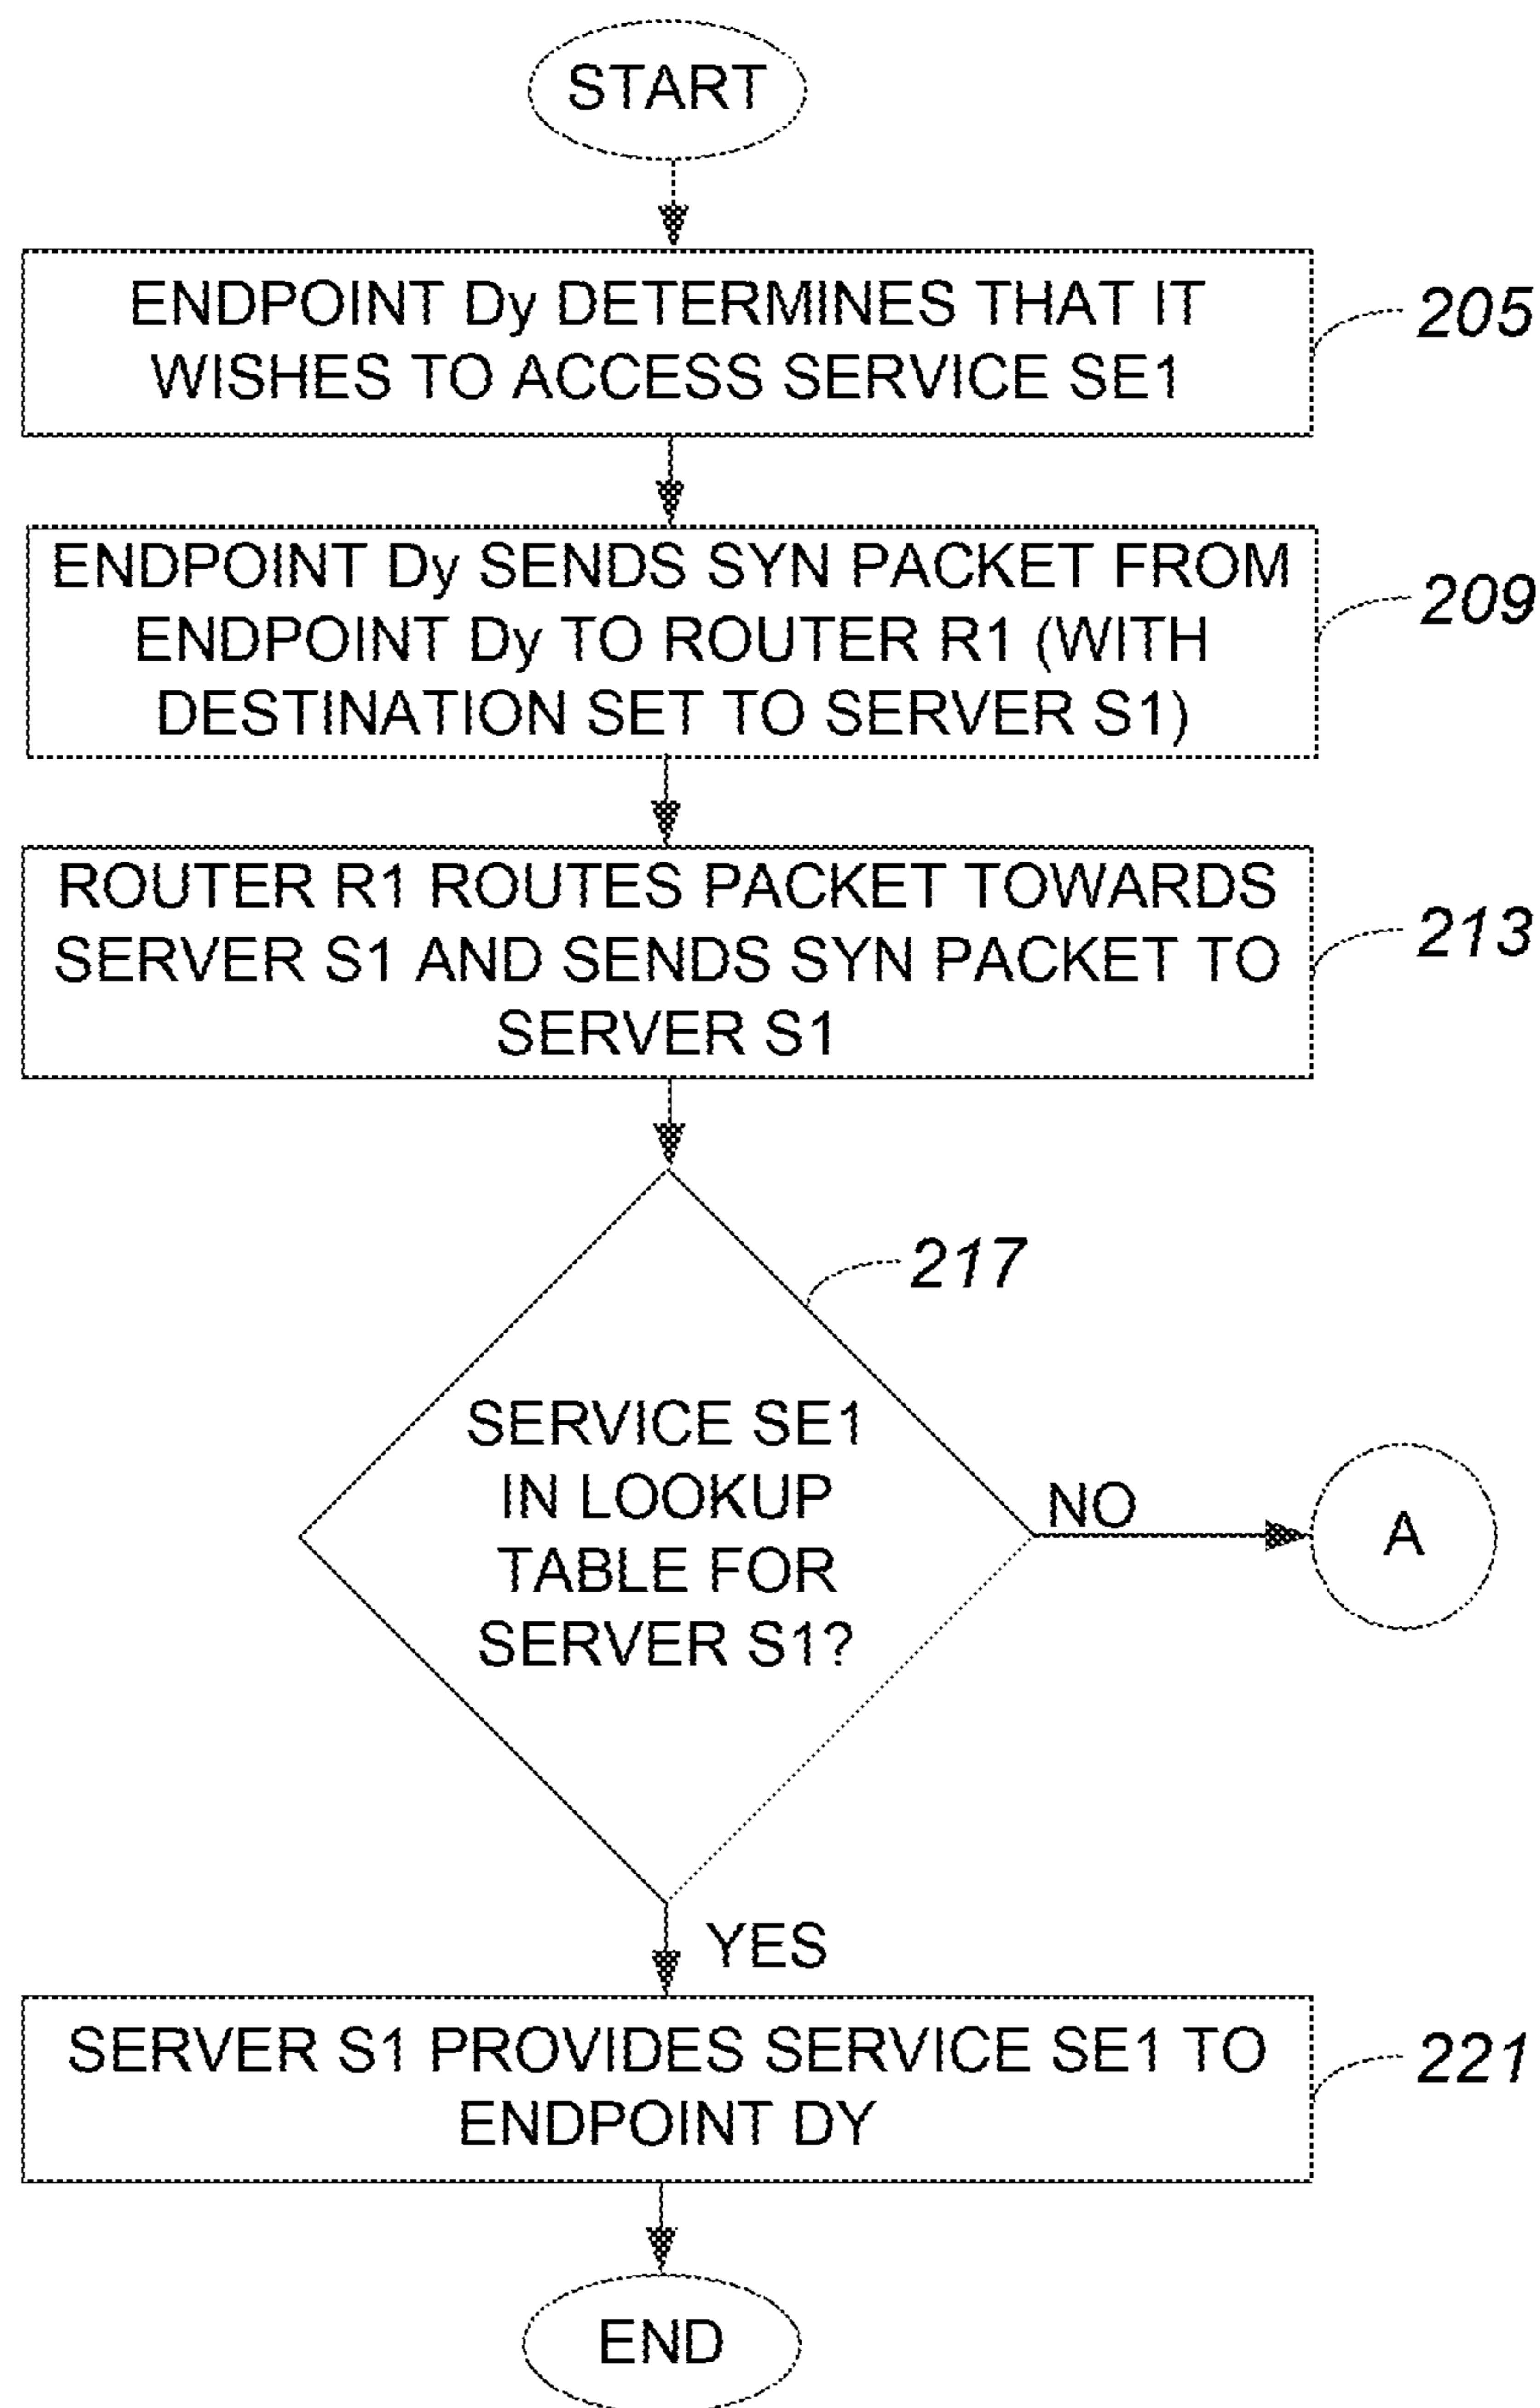 START
ENDPOINT Dy DETERMINES THAT IT
WISHES TO ACCESS SERVICE SE1
205
ENDPOINT Dy SENDS SYN PACKET FROM
ENDPOINT Dy TO ROUTER R1 (WITH
DESTINATION SET TO SERVER S1)
209
ROUTER R1 ROUTES PACKET TOWARDS
SERVER S1 AND SENDS SYN PACKET TO
SERVER S1
213
217
SERVICE SE1
IN LOOKUP
TABLE FOR
SERVER S1?
NO
A
YES
SERVER S1 PROVIDES SERVICE SE1 TO
ENDPOINT DY
221
END